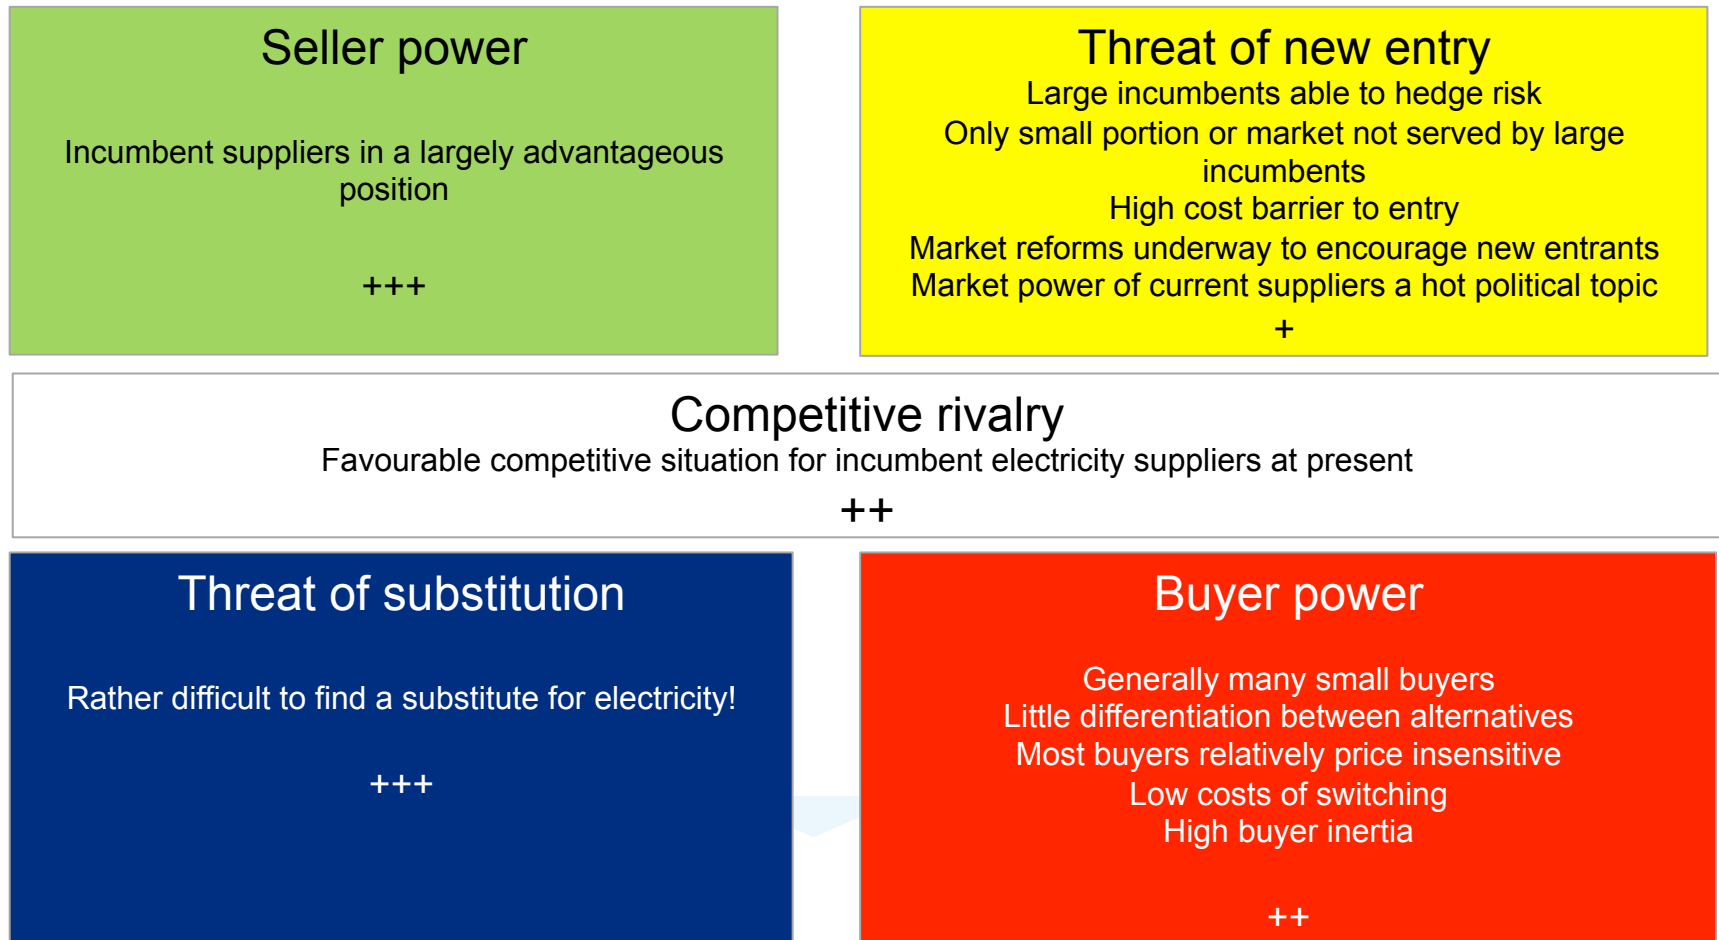 Seller power
Incumbent suppliers in a largely advantageous
position
+++
Threat of new entry
Large incumbents able to hedge risk
Only small portion or market not served by large
incumbents
High cost barrier to entry
Market reforms underway to encourage new entrants
Market power of current suppliers a hot political topic
+
Competitive rivalry
Favourable competitive situation for incumbent electricity suppliers at present
++
Threat of substitution
Rather difficult to find a substitute for electricity!
+++
Buyer power
Generally many small buyers
Little differentiation between alternatives
Most buyers relatively price insensitive
Low costs of switching
High buyer inertia
++